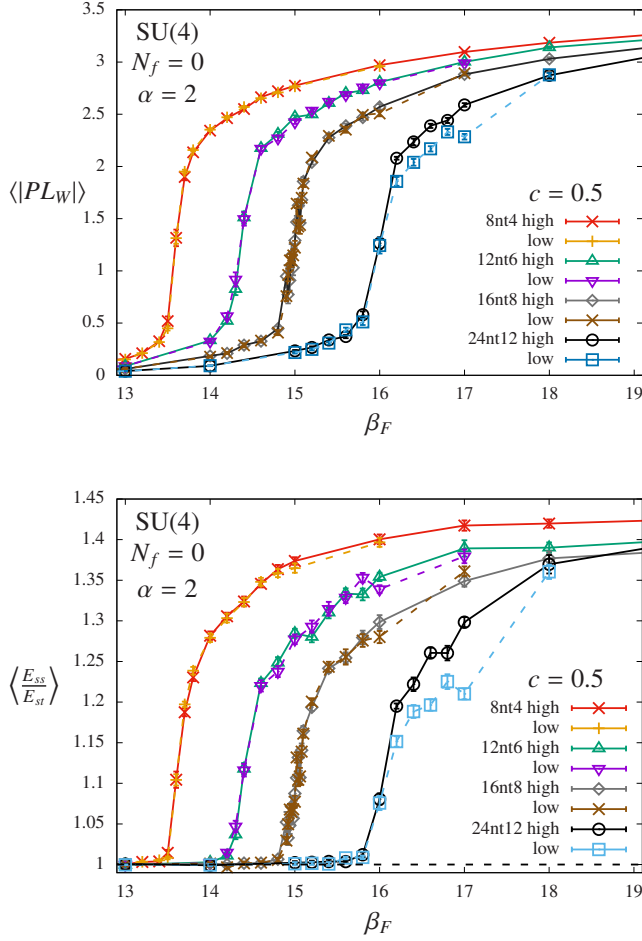 SU(4)
N_f = 0
α = 2
3.5
3
2.5
2
1.5
1
0.5
0
⟨|PL_W|⟩
c = 0.5
8nt4 high
low
12nt6 high
low
16nt8 high
low
24nt12 high
low
13 14 15 16 17 18 19
β_F
SU(4)
N_f = 0
α = 2
1.45
1.4
1.35
1.3
1.25
1.2
1.15
1.1
1.05
1
⟨E_ss/E_st⟩
c = 0.5
8nt4 high
low
12nt6 high
low
16nt8 high
low
24nt12 high
low
13 14 15 16 17 18 19
β_F